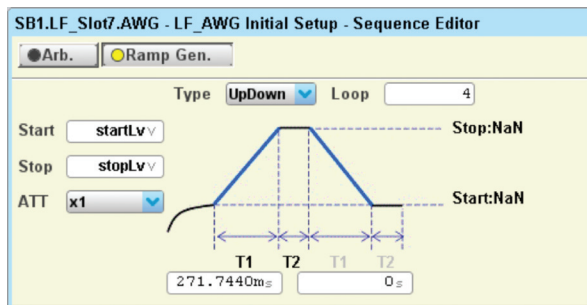 SB1.LF_Slot7.AWG - LF_AWG Initial Setup - Sequence Editor
Arb. Ramp Gen.
Type UpDown Loop 4
Start startLv V Stop:NaN
Stop stopLv V
ATT x1 Start:NaN
T1 T2 T1 T2
271.7440ms 0s